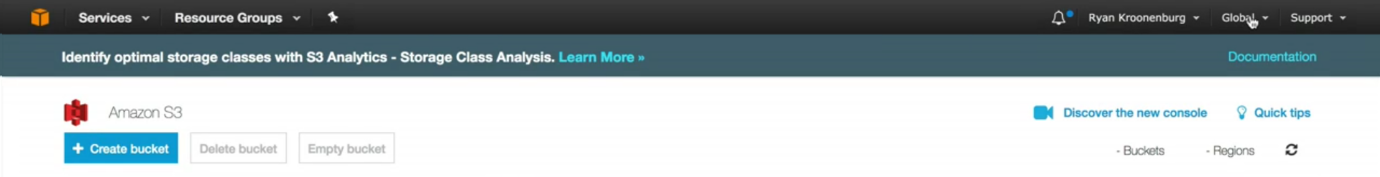 Services Resource Groups Ryan Kroonenburg Global Support
Identify optimal storage classes with S3 Analytics - Storage Class Analysis. Learn More » Documentation
Amazon S3 Discover the new console Quick tips
+ Create bucket Delete bucket Empty bucket - Buckets - Regions